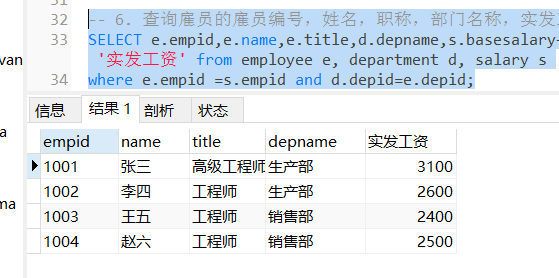 32 -- 6. 查询雇员的雇员编号，姓名，职称，部门名称，实发
33 SELECT e.empid,e.name,e.title,d.depname,s.basesalary-
van
'实发工资' from employee e, department d, salary s
34 where e.empid =s.empid and d.depid=e.depid;
信息 结果 1 剖析 状态
empid name title depname 实发工资
1001 张三 高级工程师 生产部 3100
1002 李四 工程师 生产部 2600
1003 王五 工程师 销售部 2400
ma
1004 赵六 工程师 销售部 2500